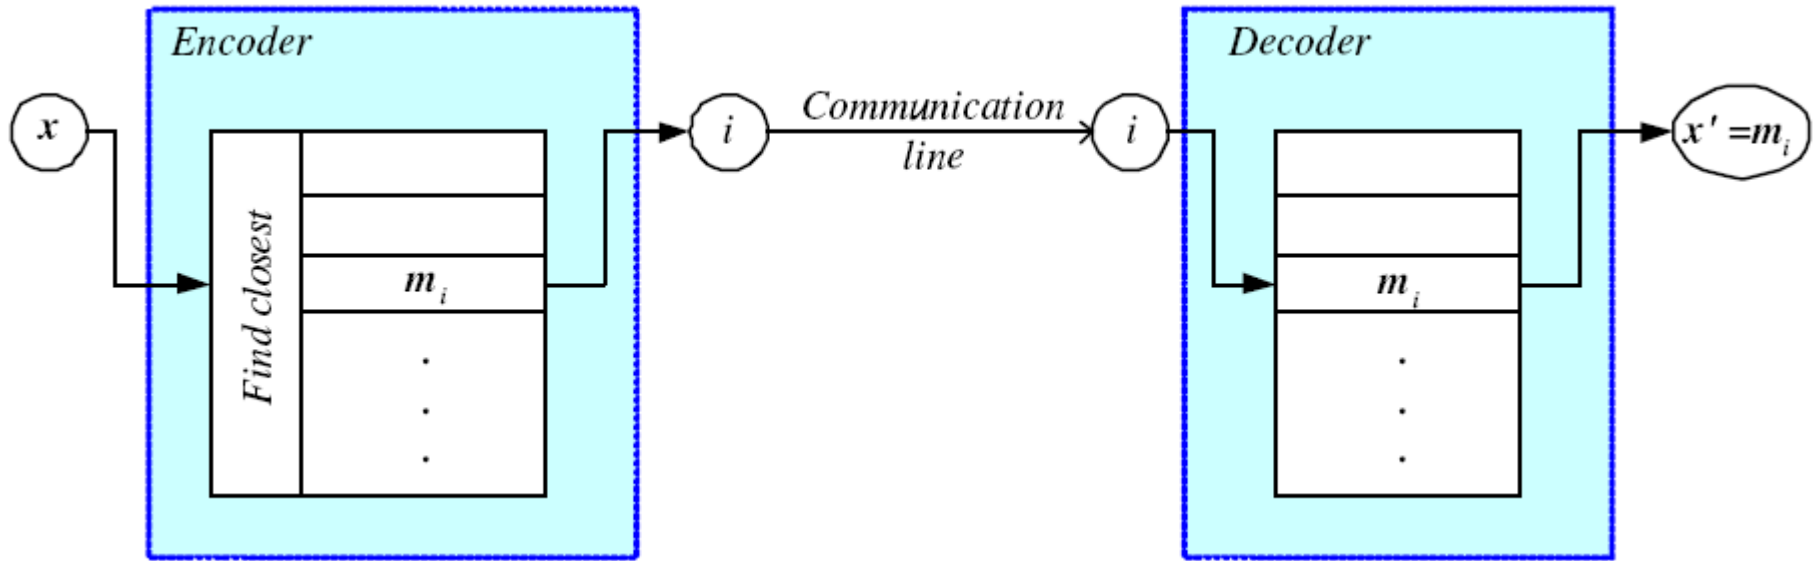 Encoder
Decoder
x
i
Communication
line
i
x' =m_i
Find closest
m_i
m_i
.
.
.
.
.
.